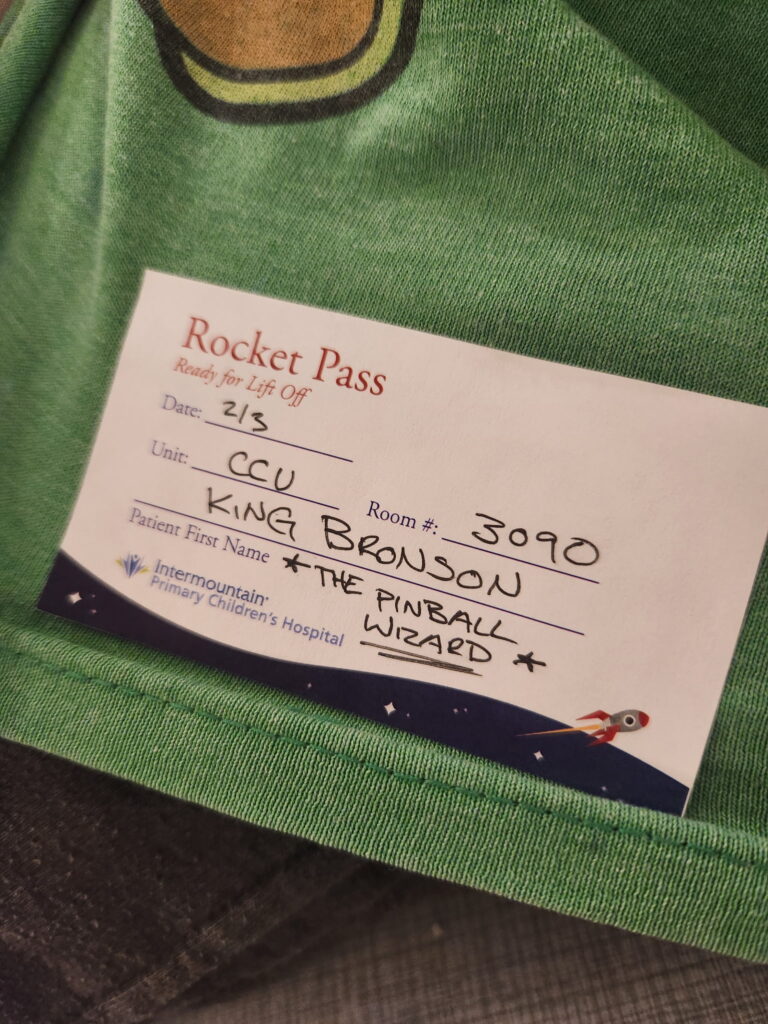 Rocket Pass
Ready for Lift Off
Date: 2/3
Unit: CCU
Room #: 3090
KING BRONSON
Patient First Name
★ THE PINBALL
WIZARD ★
Intermountain®
Primary Children's Hospital